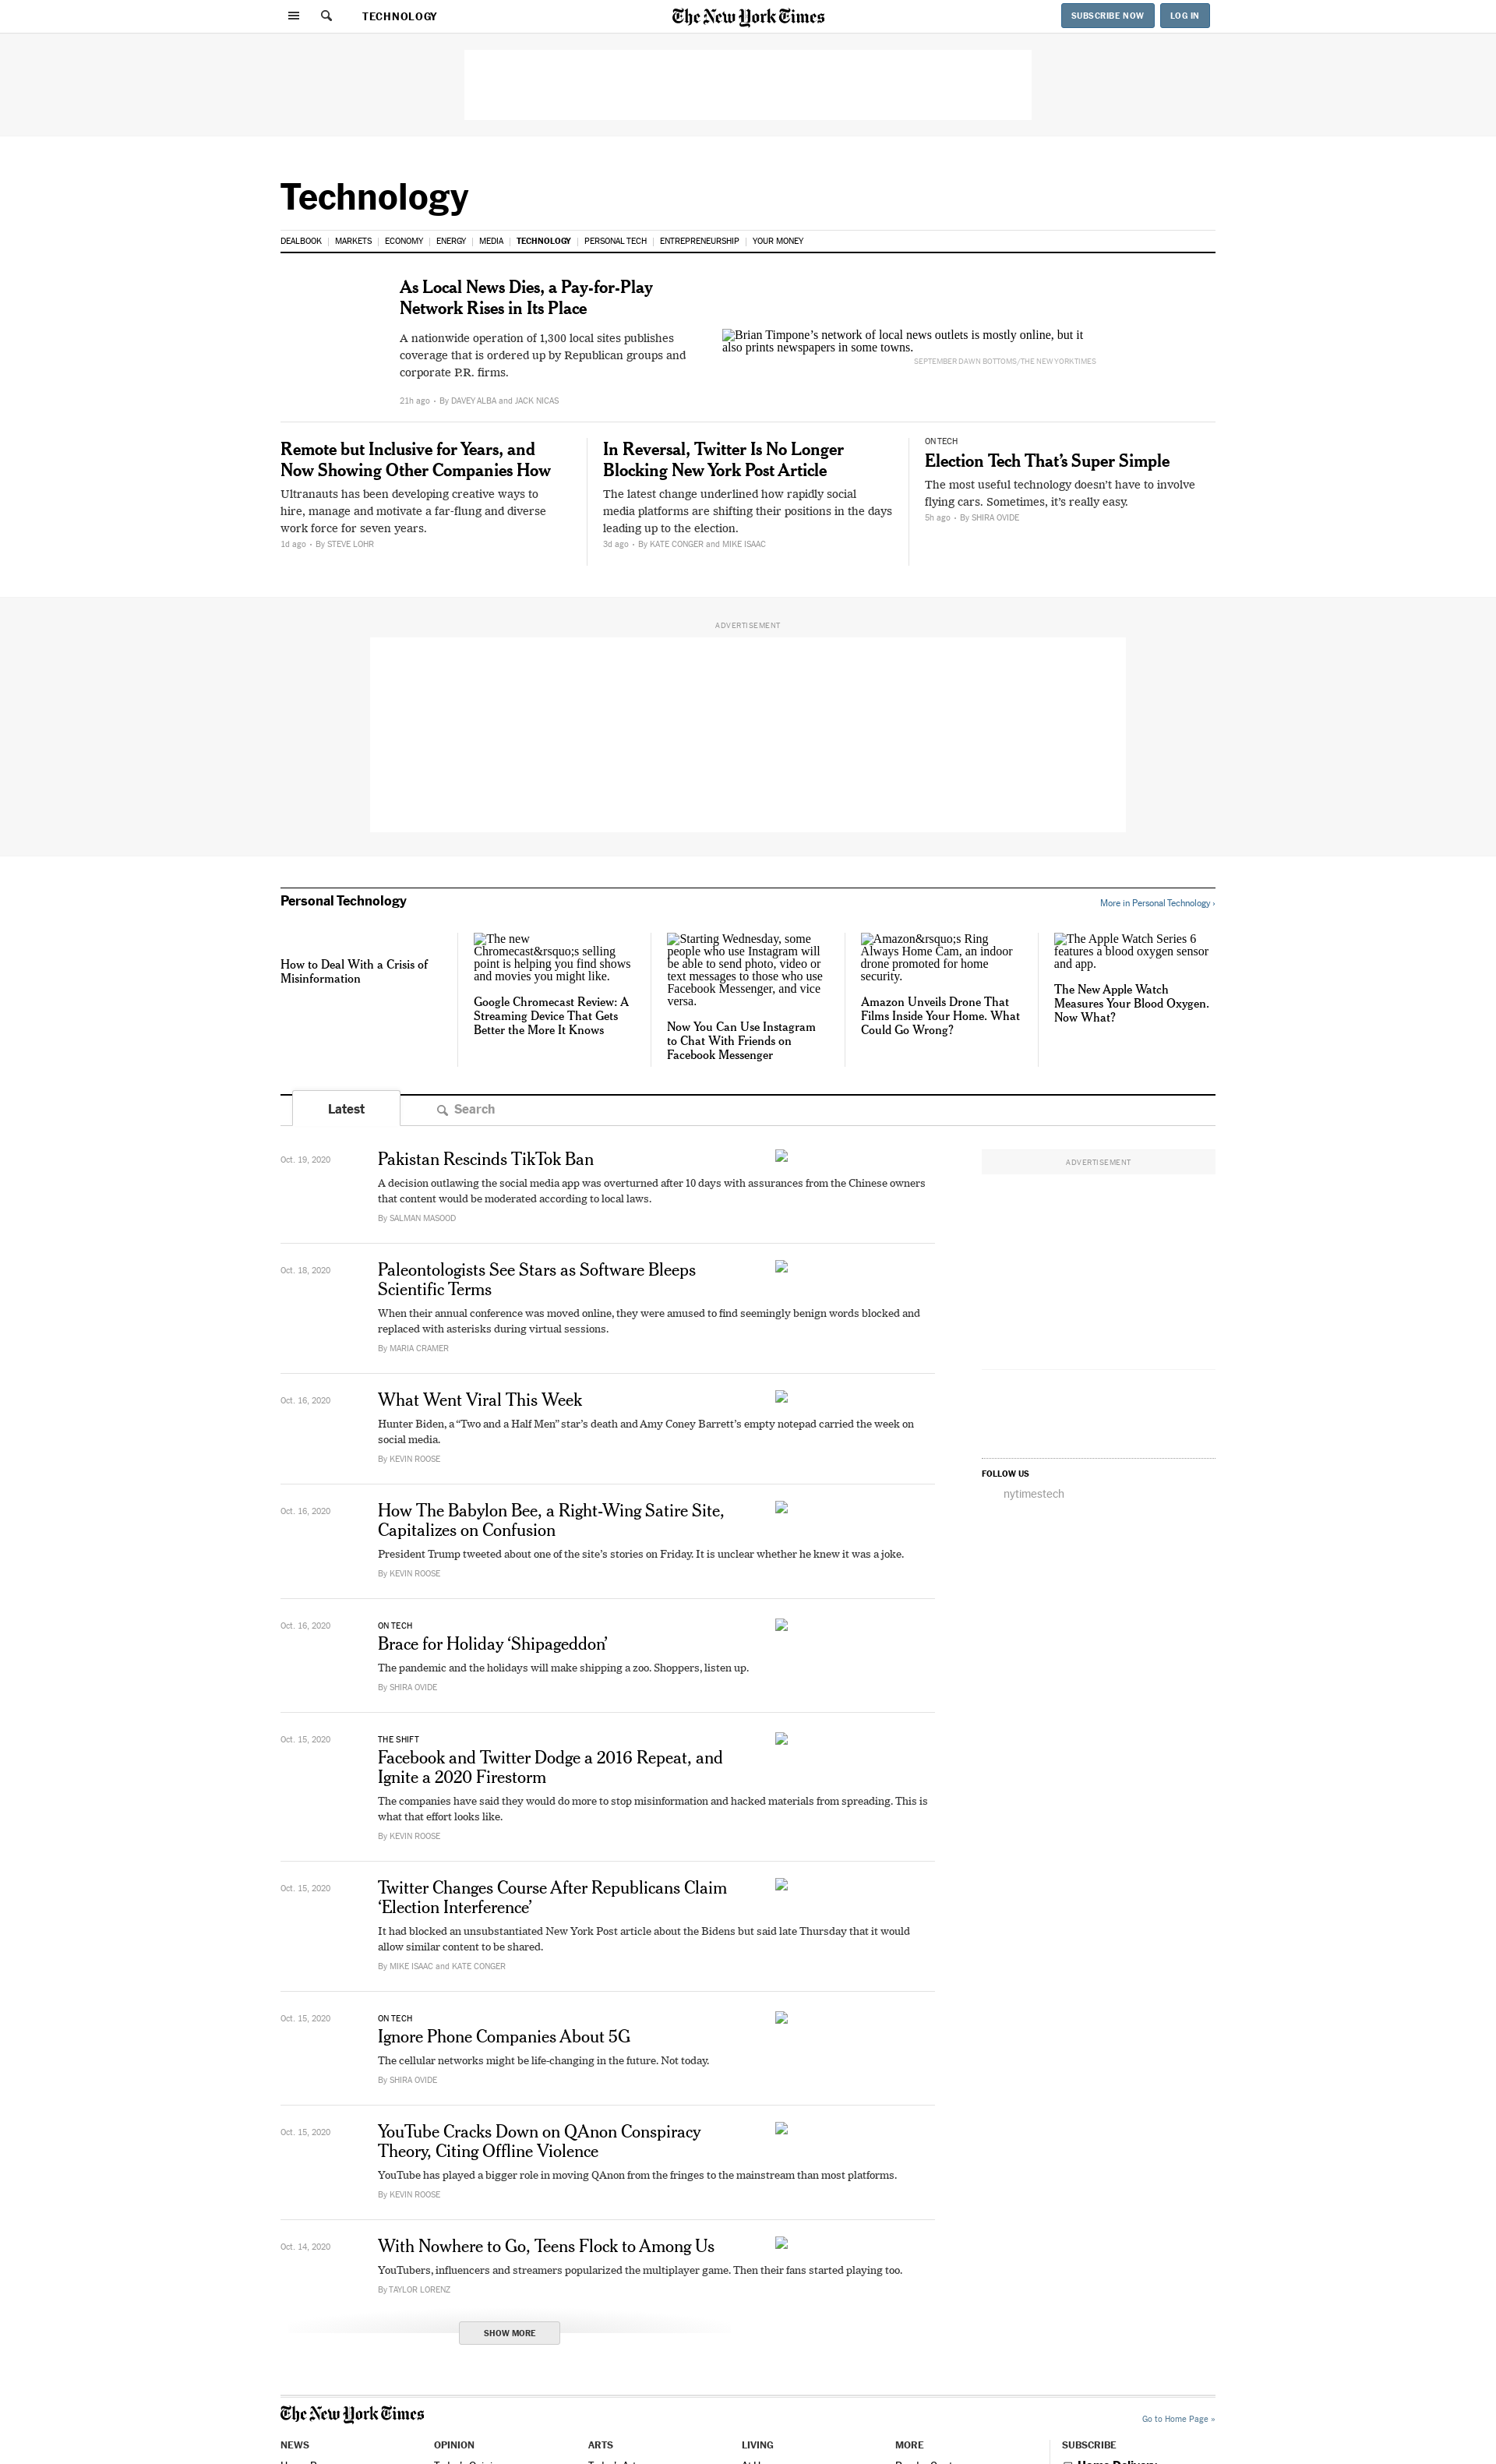 TECHNOLOGY
The New York Times
SUBSCRIBE NOW
LOG IN
Technology
DEALBOOK | MARKETS | ECONOMY | ENERGY | MEDIA | TECHNOLOGY | PERSONAL TECH | ENTREPRENEURSHIP | YOUR MONEY
As Local News Dies, a Pay-for-Play
Network Rises in Its Place
A nationwide operation of 1,300 local sites publishes
coverage that is ordered up by Republican groups and
corporate P.R. firms.
21h ago • By DAVEY ALBA and JACK NICAS
Brian Timpone’s network of local news outlets is mostly online, but it
also prints newspapers in some towns.
SEPTEMBER DAWN BOTTOMS/THE NEW YORK TIMES
Remote but Inclusive for Years, and
Now Showing Other Companies How
Ultranauts has been developing creative ways to
hire, manage and motivate a far-flung and diverse
work force for seven years.
1d ago • By STEVE LOHR
In Reversal, Twitter Is No Longer
Blocking New York Post Article
The latest change underlined how rapidly social
media platforms are shifting their positions in the days
leading up to the election.
3d ago • By KATE CONGER and MIKE ISAAC
ON TECH
Election Tech That’s Super Simple
The most useful technology doesn’t have to involve
flying cars. Sometimes, it’s really easy.
5h ago • By SHIRA OVIDE
ADVERTISEMENT
Personal Technology
More in Personal Technology ›
How to Deal With a Crisis of
Misinformation
The new
Chromecast&rsquo;s selling
point is helping you find shows
and movies you might like.
Google Chromecast Review: A
Streaming Device That Gets
Better the More It Knows
Starting Wednesday, some
people who use Instagram will
be able to send photo, video or
text messages to those who use
Facebook Messenger, and vice
versa.
Now You Can Use Instagram
to Chat With Friends on
Facebook Messenger
Amazon&rsquo;s Ring
Always Home Cam, an indoor
drone promoted for home
security.
Amazon Unveils Drone That
Films Inside Your Home. What
Could Go Wrong?
The Apple Watch Series 6
features a blood oxygen sensor
and app.
The New Apple Watch
Measures Your Blood Oxygen.
Now What?
Latest
Search
ADVERTISEMENT
Oct. 19, 2020
Pakistan Rescinds TikTok Ban
A decision outlawing the social media app was overturned after 10 days with assurances from the Chinese owners
that content would be moderated according to local laws.
By SALMAN MASOOD
Oct. 18, 2020
Paleontologists See Stars as Software Bleeps
Scientific Terms
When their annual conference was moved online, they were amused to find seemingly benign words blocked and
replaced with asterisks during virtual sessions.
By MARIA CRAMER
Oct. 16, 2020
What Went Viral This Week
Hunter Biden, a “Two and a Half Men” star’s death and Amy Coney Barrett’s empty notepad carried the week on
social media.
By KEVIN ROOSE
FOLLOW US
nytimestech
Oct. 16, 2020
How The Babylon Bee, a Right-Wing Satire Site,
Capitalizes on Confusion
President Trump tweeted about one of the site’s stories on Friday. It is unclear whether he knew it was a joke.
By KEVIN ROOSE
Oct. 16, 2020
ON TECH
Brace for Holiday ‘Shipageddon’
The pandemic and the holidays will make shipping a zoo. Shoppers, listen up.
By SHIRA OVIDE
Oct. 15, 2020
THE SHIFT
Facebook and Twitter Dodge a 2016 Repeat, and
Ignite a 2020 Firestorm
The companies have said they would do more to stop misinformation and hacked materials from spreading. This is
what that effort looks like.
By KEVIN ROOSE
Oct. 15, 2020
Twitter Changes Course After Republicans Claim
‘Election Interference’
It had blocked an unsubstantiated New York Post article about the Bidens but said late Thursday that it would
allow similar content to be shared.
By MIKE ISAAC and KATE CONGER
Oct. 15, 2020
ON TECH
Ignore Phone Companies About 5G
The cellular networks might be life-changing in the future. Not today.
By SHIRA OVIDE
Oct. 15, 2020
YouTube Cracks Down on QAnon Conspiracy
Theory, Citing Offline Violence
YouTube has played a bigger role in moving QAnon from the fringes to the mainstream than most platforms.
By KEVIN ROOSE
Oct. 14, 2020
With Nowhere to Go, Teens Flock to Among Us
YouTubers, influencers and streamers popularized the multiplayer game. Then their fans started playing too.
By TAYLOR LORENZ
SHOW MORE
The New York Times
Go to Home Page »
NEWS
OPINION
ARTS
LIVING
MORE
SUBSCRIBE